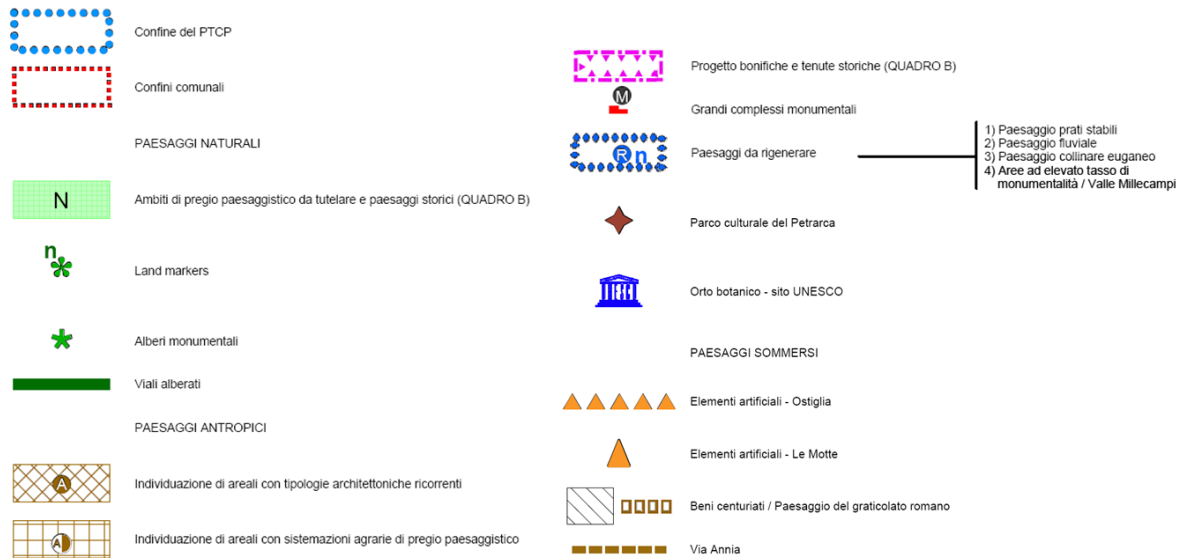 Confine del PTCP
Confini comunali
PAESAGGI NATURALI
N
Ambiti di pregio paesaggistico da tutelare e paesaggi storici (QUADRO B)
n
Land markers
Alberi monumentali
Viali alberati
PAESAGGI ANTROPICI
A
Individuazione di areali con tipologie architettoniche ricorrenti
A
Individuazione di areali con sistemazioni agrarie di pregio paesaggistico
Progetto bonifiche e tenute storiche (QUADRO B)
M
Grandi complessi monumentali
R n
Paesaggi da rigenerare
1) Paesaggio prati stabili
2) Paesaggio fluviale
3) Paesaggio collinare euganeo
4) Aree ad elevato tasso di
monumentalità / Valle Millecampi
Parco culturale del Petrarca
Orto botanico - sito UNESCO
PAESAGGI SOMMERSI
Elementi artificiali - Ostiglia
Elementi artificiali - Le Motte
Beni centuriati / Paesaggio del graticolato romano
Via Annia